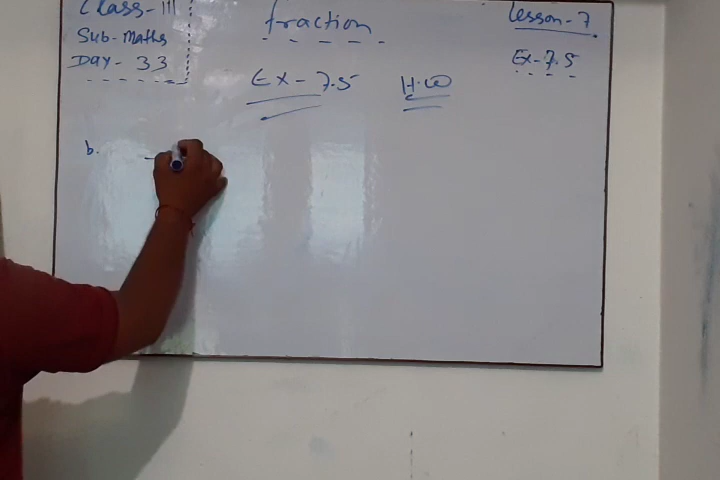 Class-III
Sub-Maths
Day-33
fraction
Lesson-7
Ex-7.5
Ex-7.5 H.W
b.